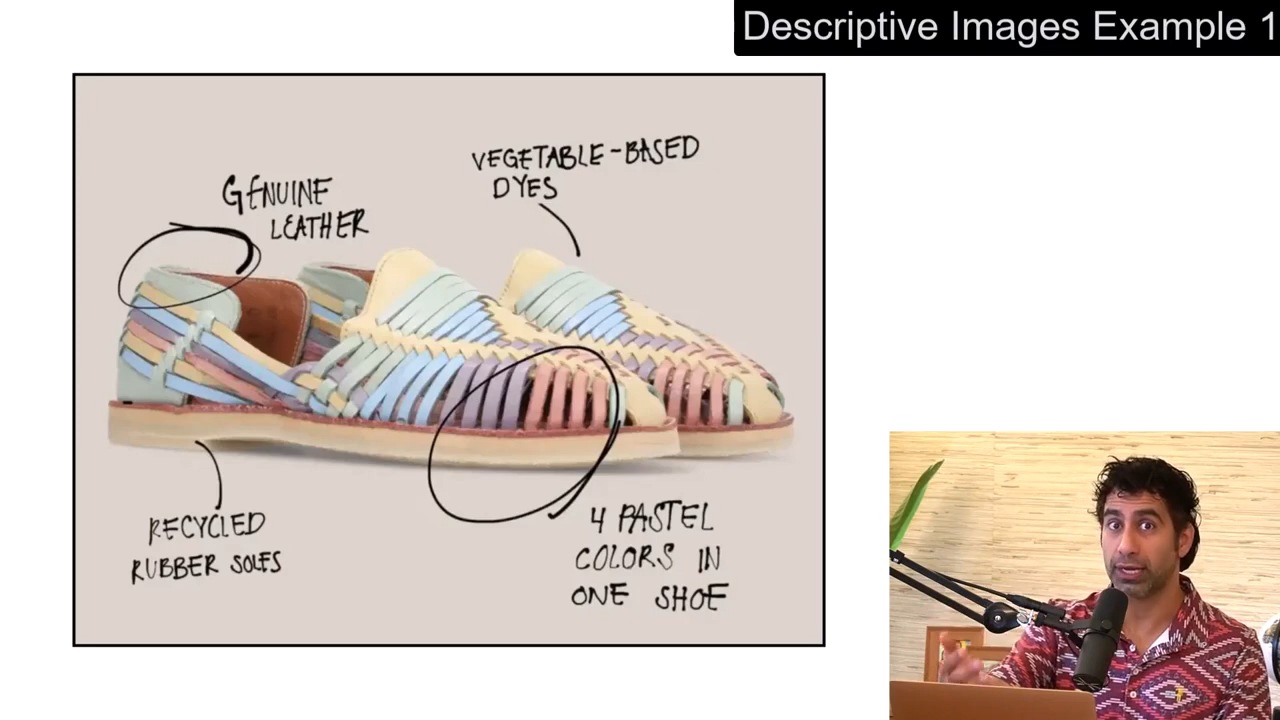 Descriptive Images Example 1
GENUINE
LEATHER
VEGETABLE-BASED
DYES
RECYCLED
RUBBER SOLES
4 PASTEL
COLORS IN
ONE SHOE